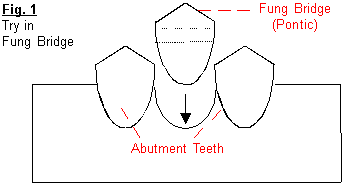 Fig. 1
Try in
Fung Bridge
Fung Bridge
(Pontic)
Abutment Teeth